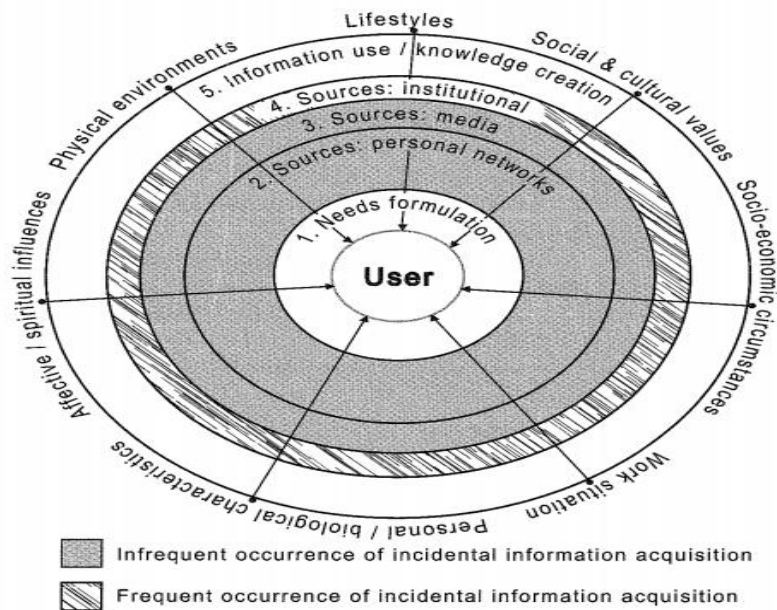 Lifestyles
Physical environments
Social & cultural values
5. Information use / knowledge creation
4. Sources: institutional
3. Sources: media
2. Sources: personal networks
1. Needs formulation
User
Affective / spiritual influences
Socio-economic circumstances
Personal / biological characteristics
Work situation
Infrequent occurrence of incidental information acquisition
Frequent occurrence of incidental information acquisition